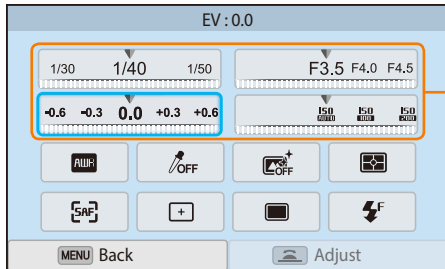 EV : 0.0
1/30 1/40 1/50 F3.5 F4.0 F4.5
-0.6 -0.3 0.0 +0.3 +0.6 ISO AUTO ISO 100 ISO 200
AWB OFF OFF
SAF F
MENU Back Adjust